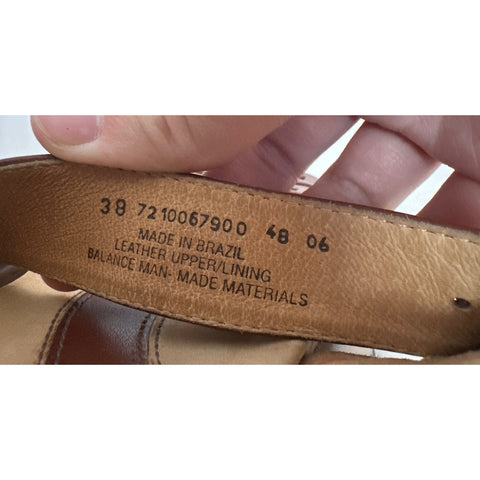 38 7210067900 48 06
MADE IN BRAZIL
LEATHER UPPER/LINING
BALANCE MAN- MADE MATERIALS